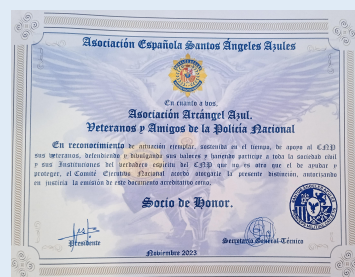 Asociación Española Santos Ángeles Azules
En cuanto a vos.
Asociación Arcángel Azul.
Veteranos y Amigos de la Policía Nacional
En reconocimiento de actuación ejemplar, sostenida en el tiempo, de apoyo al CNP
sus veteranos, defendiendo y divulgando sus valores y haciendo partícipe a toda la sociedad civil
y sus Instituciones del verdadero espíritu del CNP que no es otro que el de ayudar y
proteger, el Comité Ejecutivo Nacional acordó otorgarle la presente distinción, autorizando
en justicia la emisión de este documento acreditativo como.
Socio de Honor.
Presidente
Secretaría General-Técnico
Noviembre 2023